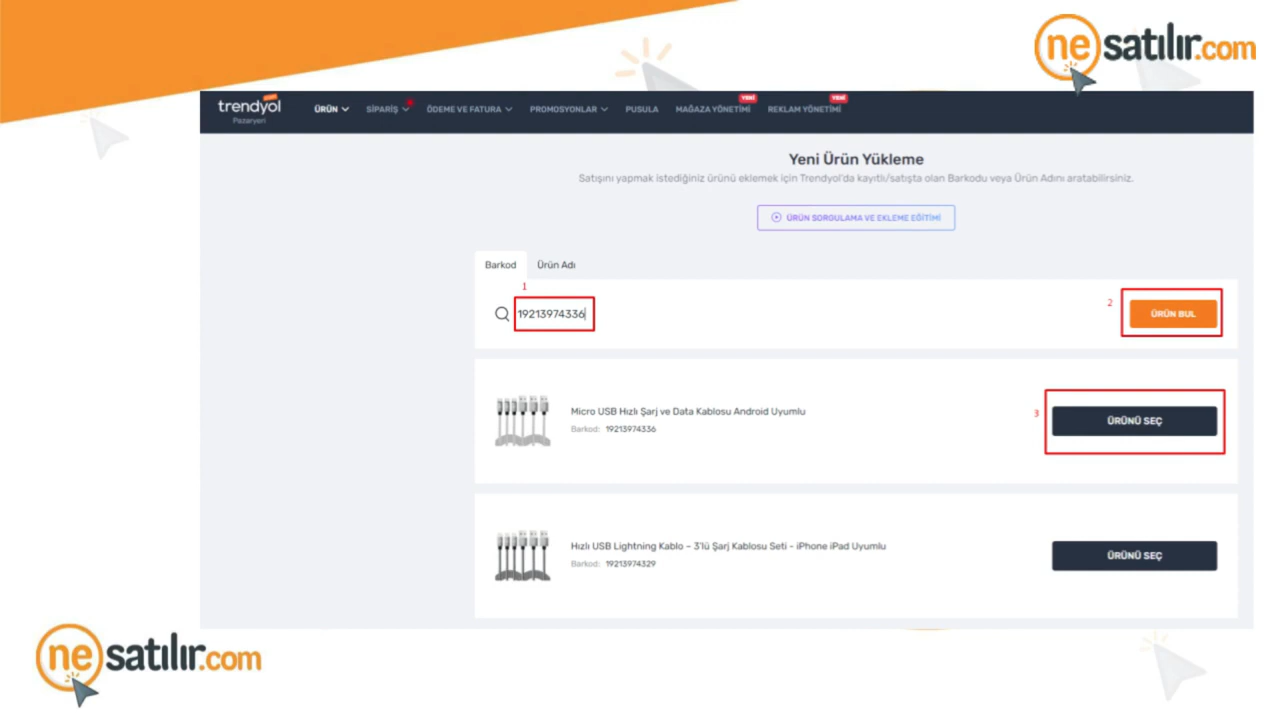 ne satılır.com
trendyol
Pazaryeri
ÜRÜN
SİPARİŞ
ÖDEME VE FATURA
PROMOSYONLAR
PUSULA
YENİ
MAĞAZA YÖNETİMİ
YENİ
REKLAM YÖNETİMİ
Yeni Ürün Yükleme
Satışını yapmak istediğiniz ürünü eklemek için Trendyol'da kayıtlı/satışta olan Barkodu veya Ürün Adını aratabilirsiniz.
ÜRÜN SORGULAMA VE EKLEME EĞİTİMİ
Barkod Ürün Adı
1
19213974336
2
ÜRÜN BUL
Micro USB Hızlı Şarj ve Data Kablosu Android Uyumlu
Barkod: 19213974336
3
ÜRÜNÜ SEÇ
Hızlı USB Lightning Kablo – 3'lü Şarj Kablosu Seti - iPhone iPad Uyumlu
Barkod: 19213974329
ÜRÜNÜ SEÇ
ne satılır.com